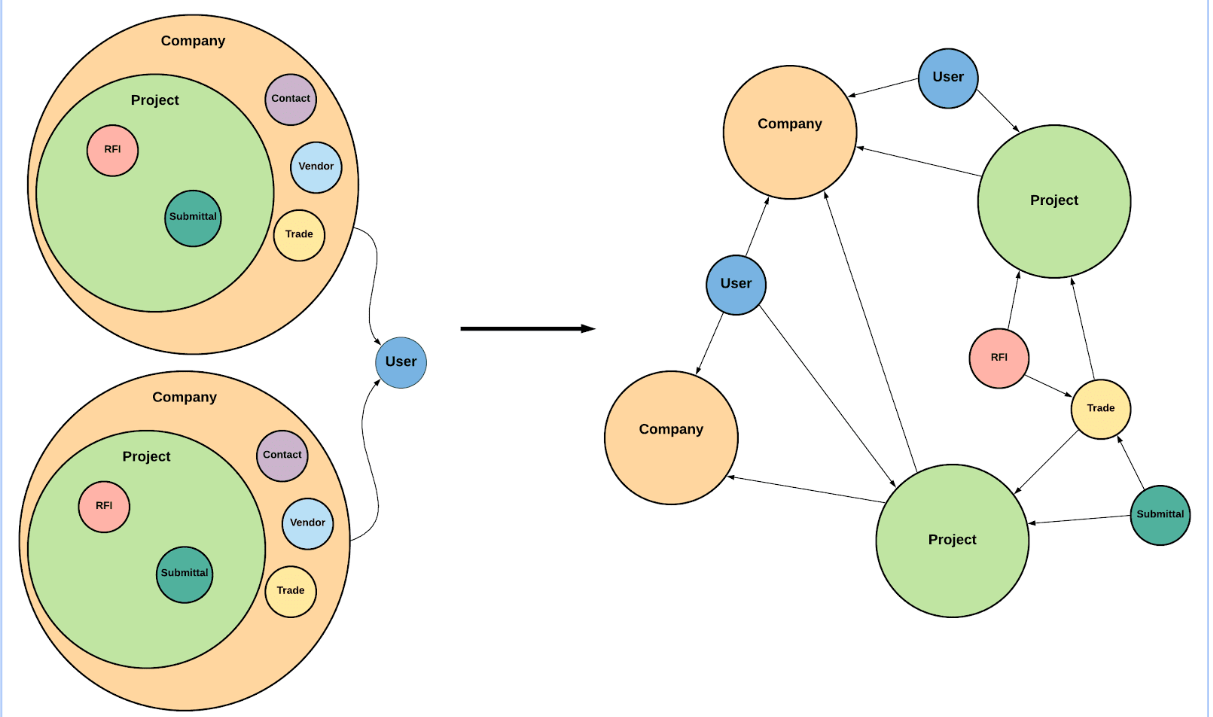 Company
Project
Contact
RFI
Vendor
Submittal
Trade
User
Company
Project
Contact
RFI
Vendor
Submittal
Trade
User
Company
Project
User
RFI
Trade
Company
Submittal
Project